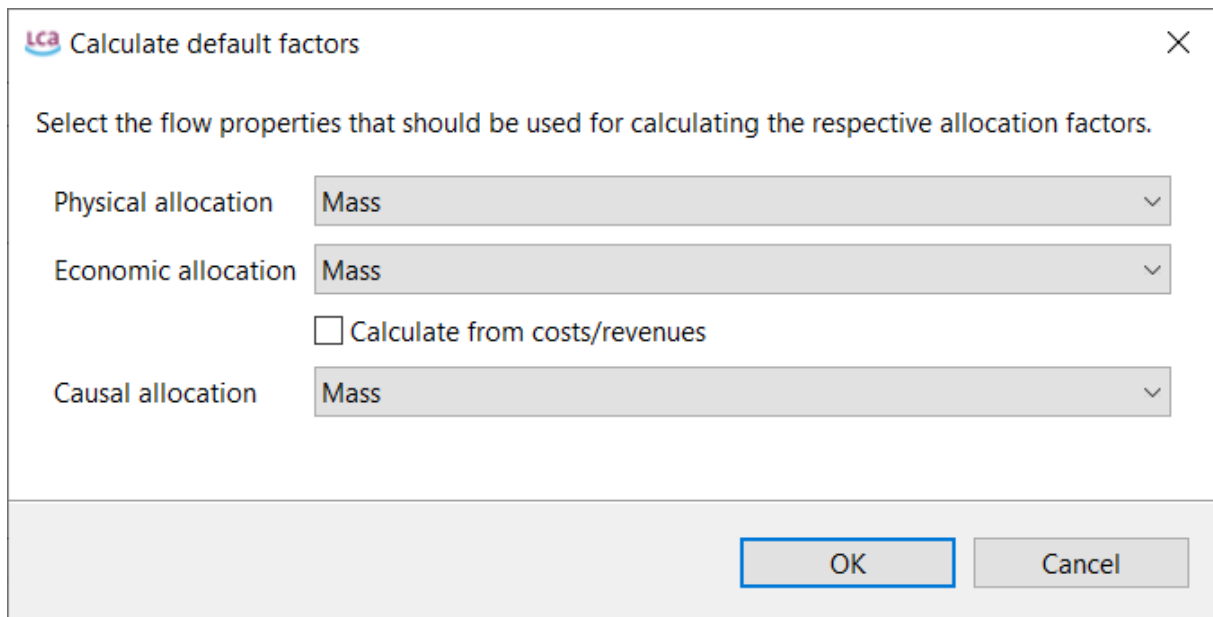 LCA Calculate default factors
Select the flow properties that should be used for calculating the respective allocation factors.
Physical allocation Mass
Economic allocation Mass
Calculate from costs/revenues
Causal allocation Mass
OK Cancel